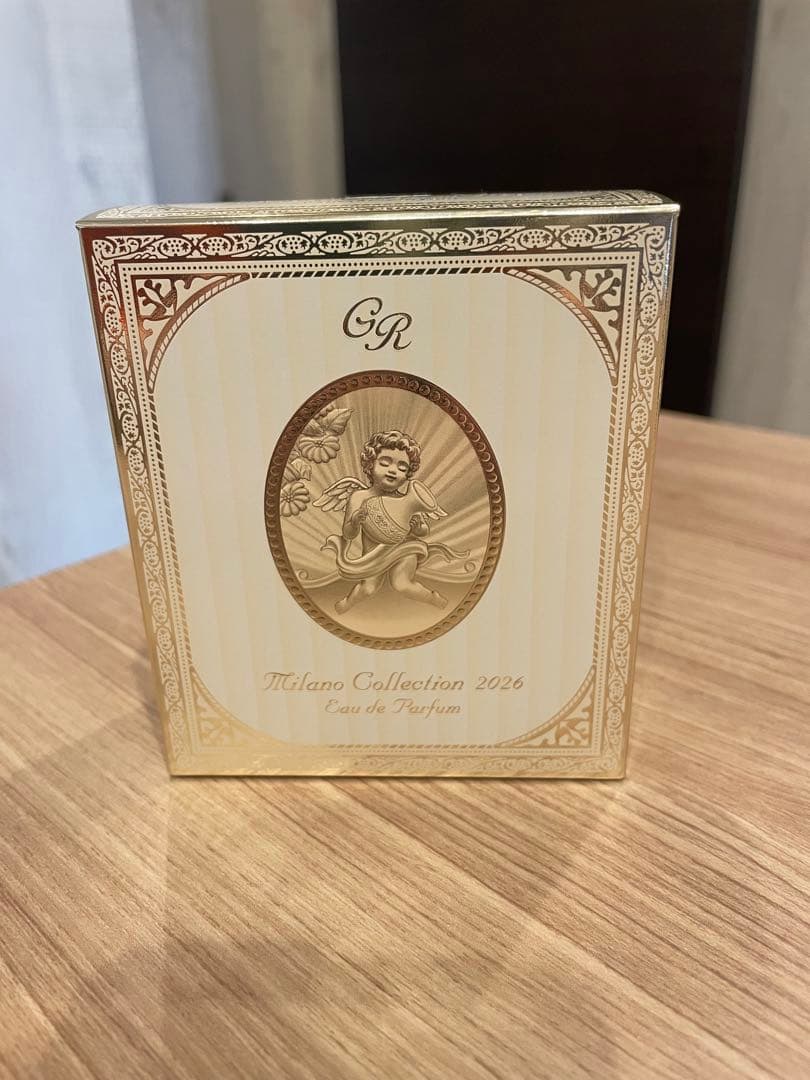 GR
Milano Collection 2026
Eau de Parfum